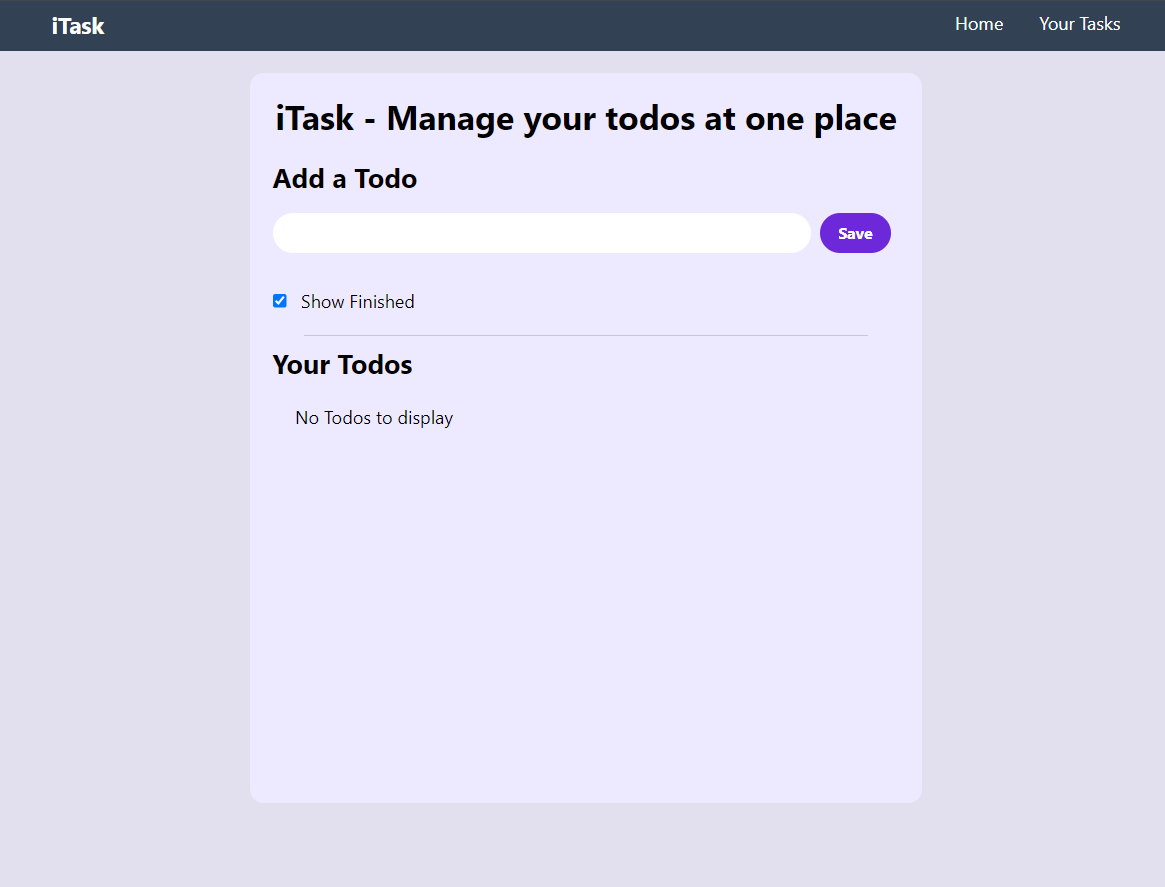 iTask
Home
Your Tasks
iTask - Manage your todos at one place
Add a Todo
Save
Show Finished
Your Todos
No Todos to display